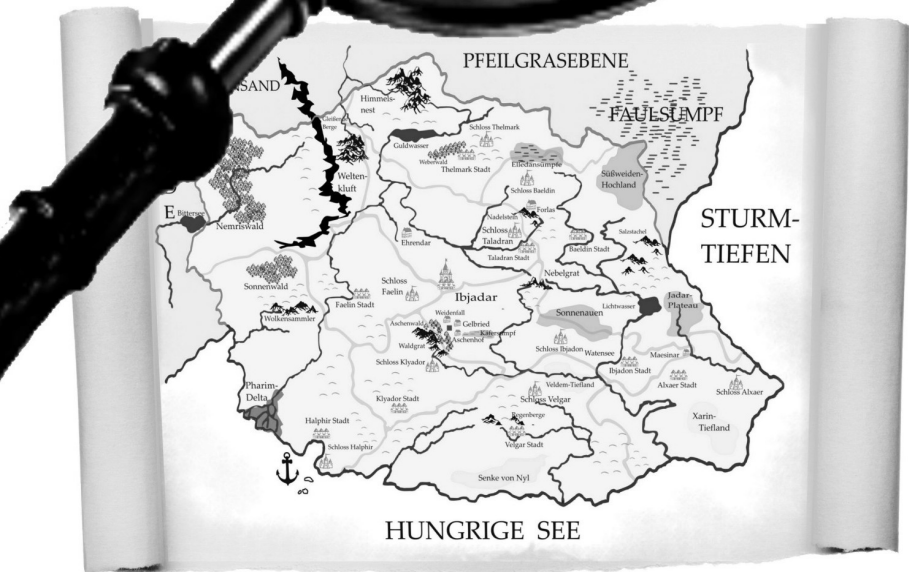 PFEILGRASEBENE
NSAND
Himmels-
nest
FAULSUMPF
Berge
Guldwasser
Schloss Thelmark
Weberwald
Thelmark Stadt
Eliedansümpfe
Süßweiden-
Hochland
Welten-
kluft
Schloss Baeldin
E
Bittersee
Nemriswald
Nadelstein
Forlas
STURM-
TIEFEN
Schloss
Taladran
Ehrendar
Salzstachel
Baeldin Stadt
Taladran Stadt
Nebelgrat
Sonnenwald
Schloss
Faelin
Ibjadar
Faelin Stadt
Jadar-
Plateau
Lichtwasser
Wolkensammler
Weidenfall
Sonnenauen
Aschenwald
Gelbried
Käfersumpf
Aschenhof
Waldgrat
Schloss Ibjadon
Watensee
Maesinar
Schloss Klyador
Ibjadon Stadt
Alxaer Stadt
Schloss Alxaer
Pharim-
Delta
Veldem-Tiefland
Klyador Stadt
Schloss Velgar
Regenberge
Xarin-
Tiefland
Halphir Stadt
Velgar Stadt
Schloss Halphir
Senke von Nyl
HUNGRIGE SEE